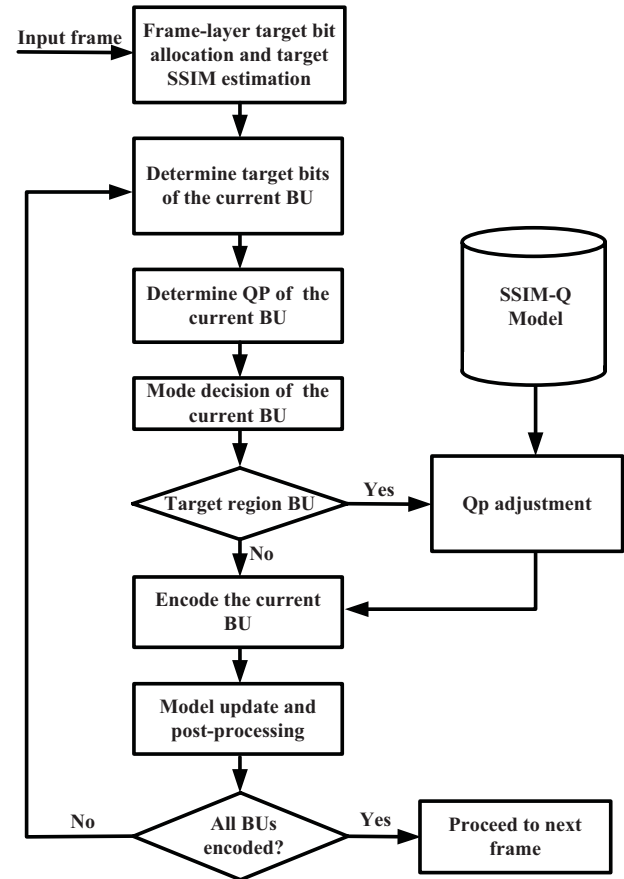 Input frame
Frame-layer target bit
allocation and target
SSIM estimation
Determine target bits
of the current BU
Determine QP of the
current BU
SSIM-Q
Model
Mode decision of the
current BU
Target region BU
Yes
Qp adjustment
No
Encode the current
BU
Model update and
post-processing
No
All BUs
encoded?
Yes
Proceed to next
frame